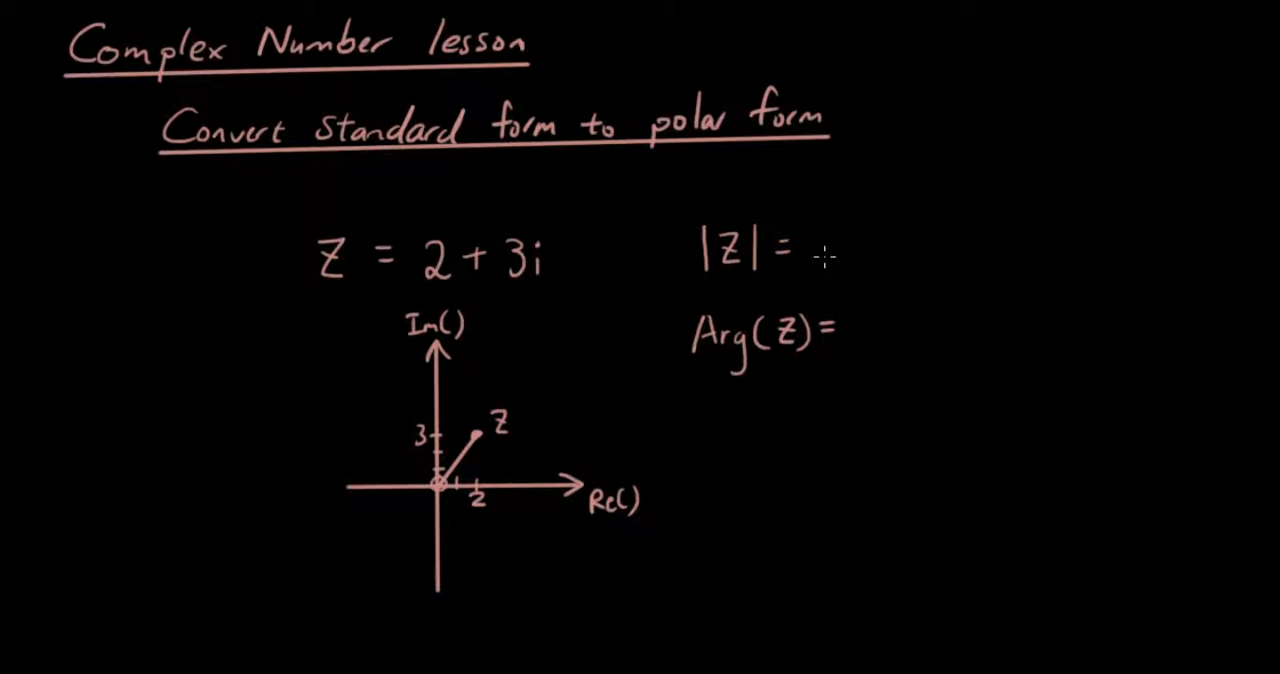 Complex Number lesson
Convert standard form to polar form
Z = 2 + 3i
|Z| =
Arg(Z) =
Im()
Z
3
2
Re()